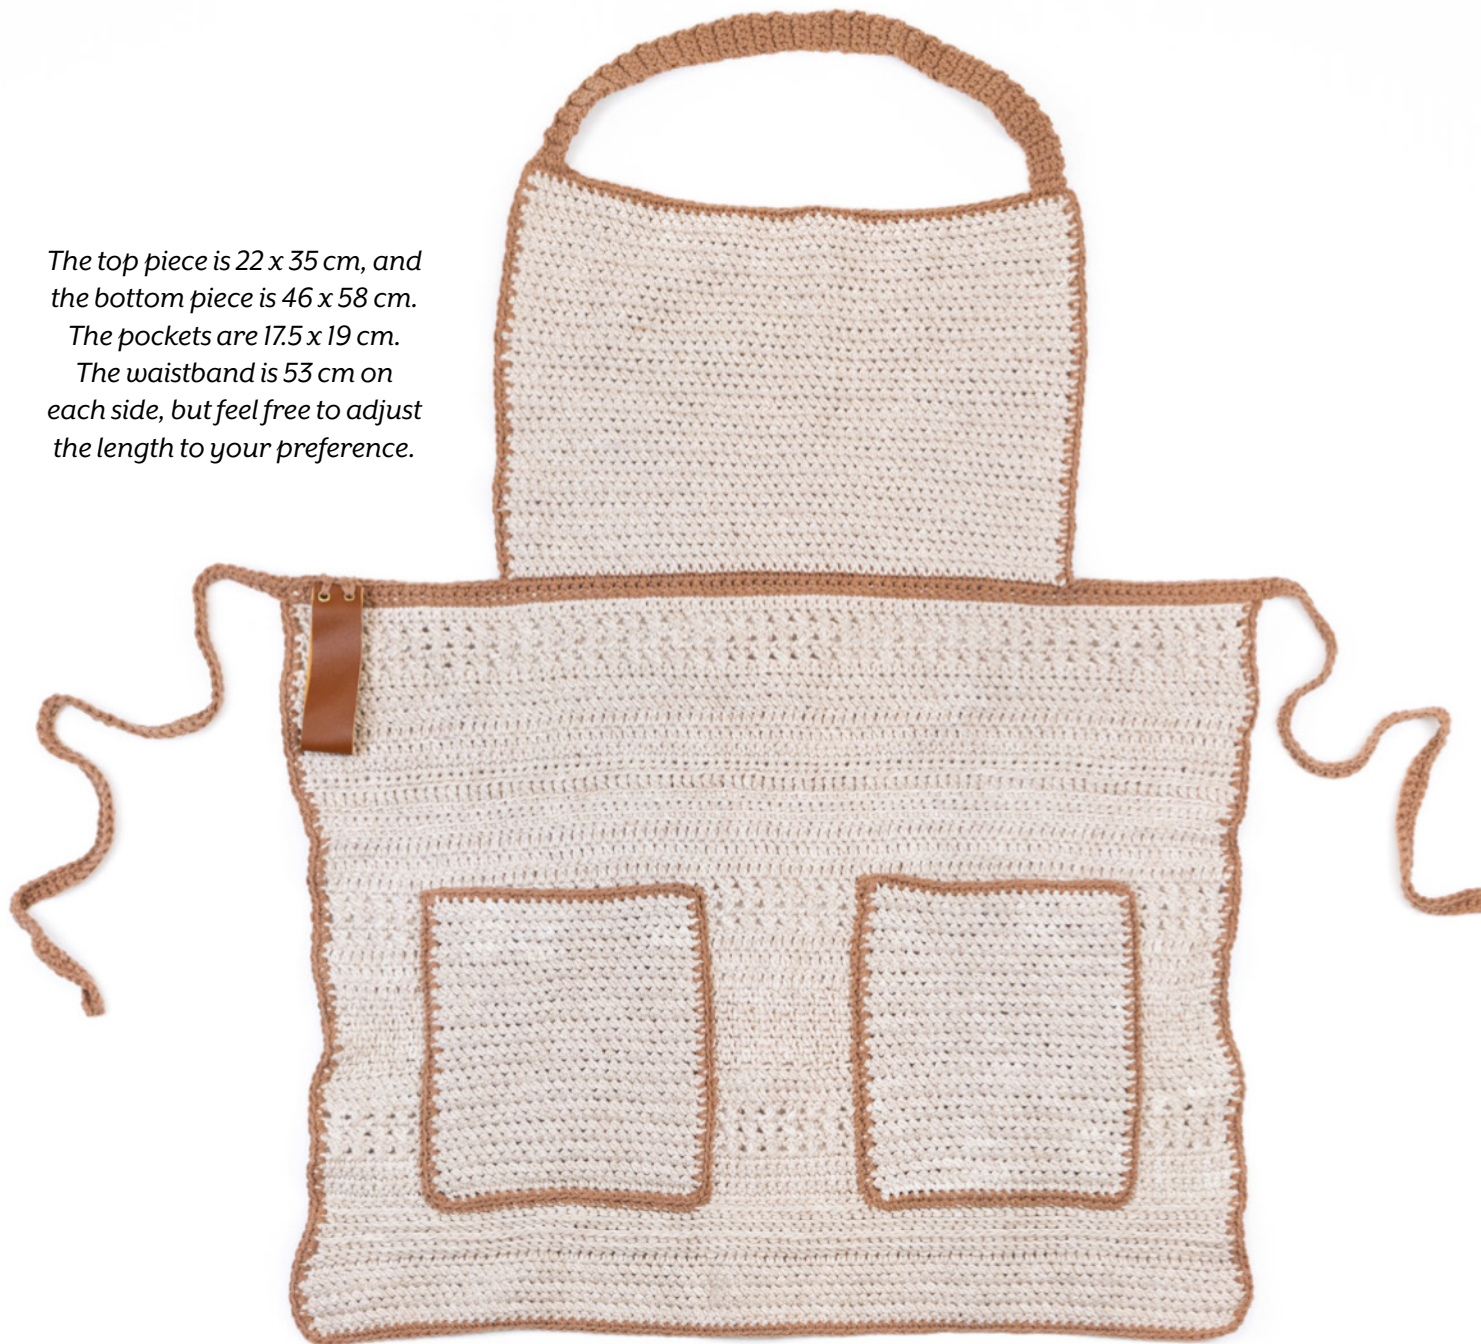 The top piece is 22 x 35 cm, and
the bottom piece is 46 x 58 cm.
The pockets are 17.5 x 19 cm.
The waistband is 53 cm on
each side, but feel free to adjust
the length to your preference.